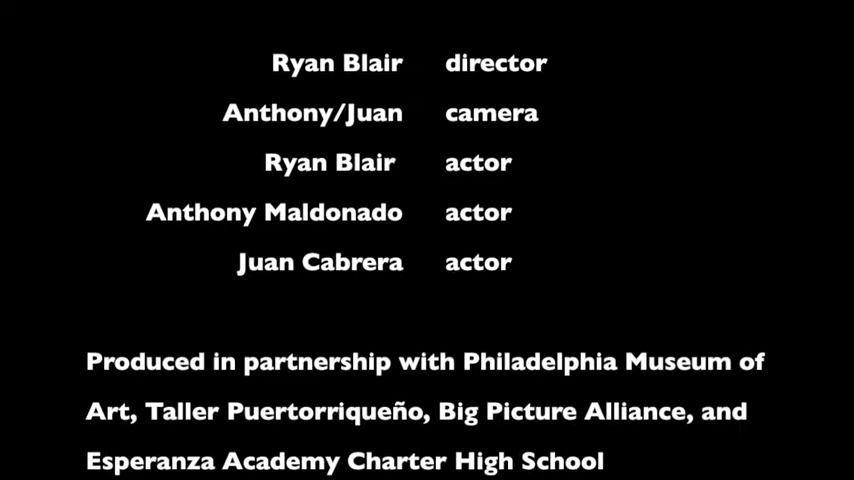 Ryan Blair director
Anthony/Juan camera
Ryan Blair actor
Anthony Maldonado actor
Juan Cabrera actor
Produced in partnership with Philadelphia Museum of
Art, Taller Puertorriqueño, Big Picture Alliance, and
Esperanza Academy Charter High School